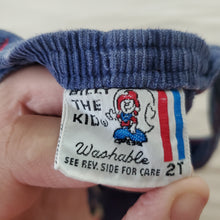 BILLY
THE
KID
Washable
SEE REV. SIDE FOR CARE 2T